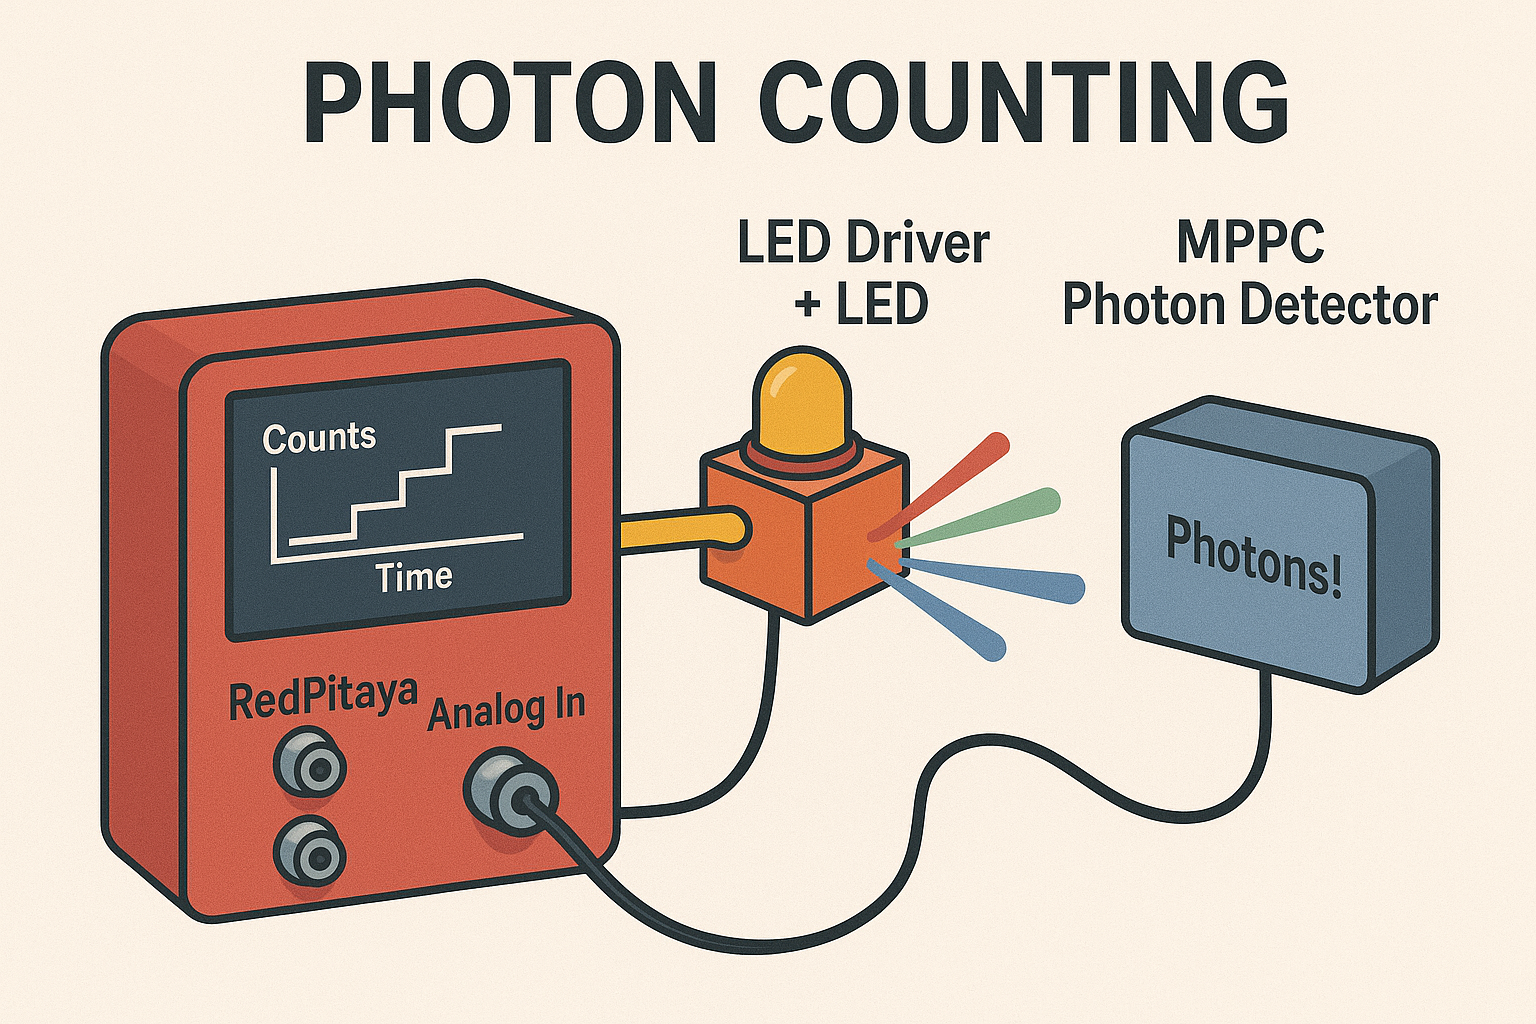 PHOTON COUNTING
LED Driver
+ LED
MPPC
Photon Detector
Counts
Time
Photons!
RedPitaya
Analog In